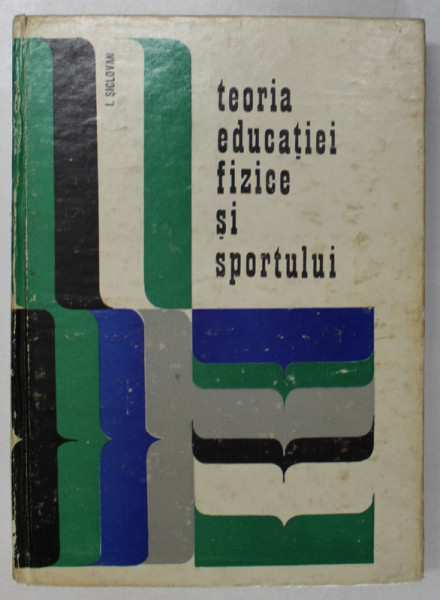 I. ȘICLOVAN
teoria
educației
fizice
și
sportului